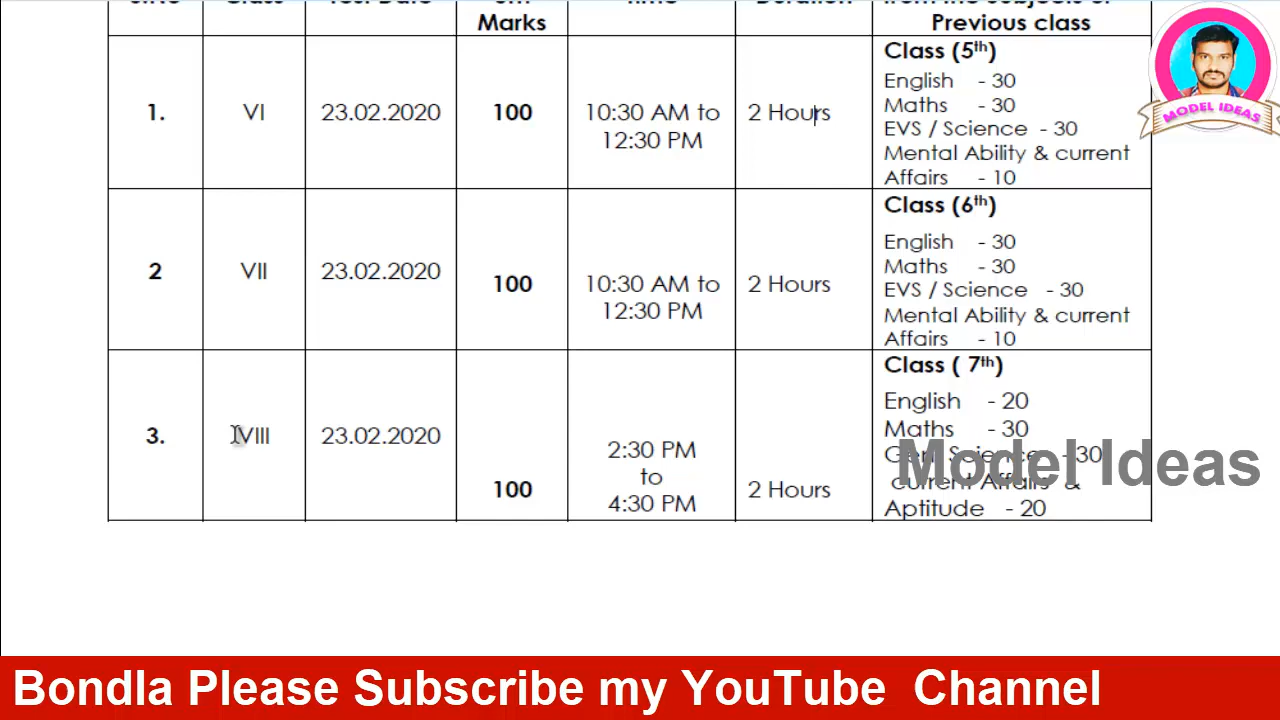 Marks
Previous class
1.
VI
23.02.2020
100
10:30 AM to
12:30 PM
2 Hours
Class (5th)
English - 30
Maths - 30
EVS / Science - 30
Mental Ability & current
Affairs - 10
2
VII
23.02.2020
100
10:30 AM to
12:30 PM
2 Hours
Class (6th)
English - 30
Maths - 30
EVS / Science - 30
Mental Ability & current
Affairs - 10
3.
VIII
23.02.2020
100
2:30 PM
to
4:30 PM
2 Hours
Class ( 7th)
English - 20
Maths - 30
Gen. Science - 30
current Affairs &
Aptitude - 20
MODEL IDEAS
Model Ideas
Bondla Please Subscribe my YouTube Channel